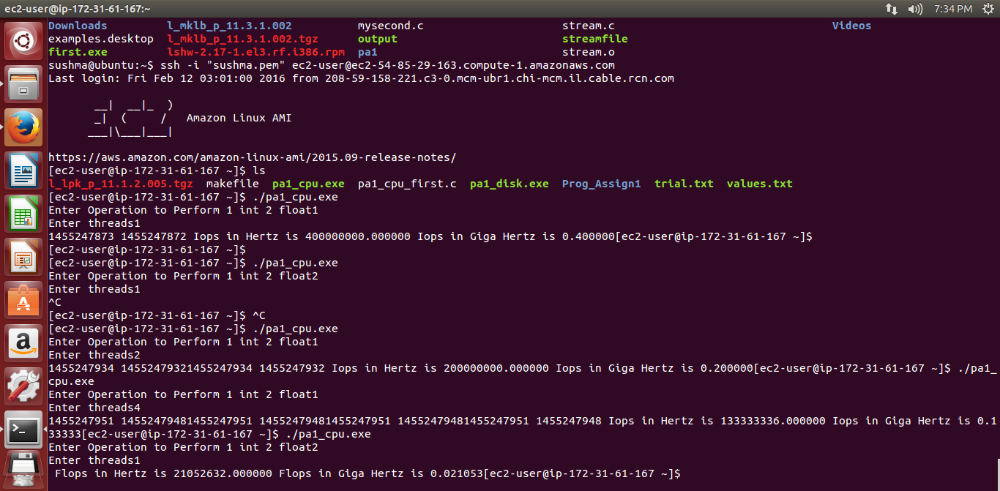 ec2-user@ip-172-31-61-167:~ 7:34 PM
Downloads l_mklb_p_11.3.1.002 mysecond.c stream.c Videos
examples.desktop l_mklb_p_11.3.1.002.tgz output streamfile
first.exe lshw-2.17-1.el3.rf.i386.rpm pa1 stream.o
sushma@ubuntu:~$ ssh -i "sushma.pem" ec2-user@ec2-54-85-29-163.compute-1.amazonaws.com
Last login: Fri Feb 12 03:01:00 2016 from 208-59-158-221.c3-0.mcm-ubr1.chi-mcm.il.cable.rcn.com
__| __|_ )
_| ( / Amazon Linux AMI
___|\___|___|
https://aws.amazon.com/amazon-linux-ami/2015.09-release-notes/
[ec2-user@ip-172-31-61-167 ~]$ ls
l_lpk_p_11.1.2.005.tgz makefile pa1_cpu.exe pa1_cpu_first.c pa1_disk.exe Prog_Assign1 trial.txt values.txt
[ec2-user@ip-172-31-61-167 ~]$ ./pa1_cpu.exe
Enter Operation to Perform 1 int 2 float1
Enter threads1
1455247873 1455247872 Iops in Hertz is 400000000.000000 Iops in Giga Hertz is 0.400000[ec2-user@ip-172-31-61-167 ~]$
[ec2-user@ip-172-31-61-167 ~]$
[ec2-user@ip-172-31-61-167 ~]$ ./pa1_cpu.exe
Enter Operation to Perform 1 int 2 float2
Enter threads1
^C
[ec2-user@ip-172-31-61-167 ~]$ ^C
[ec2-user@ip-172-31-61-167 ~]$ ./pa1_cpu.exe
Enter Operation to Perform 1 int 2 float1
Enter threads2
1455247934 14552479321455247934 1455247932 Iops in Hertz is 200000000.000000 Iops in Giga Hertz is 0.200000[ec2-user@ip-172-31-61-167 ~]$ ./pa1_
cpu.exe
Enter Operation to Perform 1 int 2 float1
Enter threads4
1455247951 14552479481455247951 14552479481455247951 14552479481455247951 1455247948 Iops in Hertz is 133333336.000000 Iops in Giga Hertz is 0.1
33333[ec2-user@ip-172-31-61-167 ~]$ ./pa1_cpu.exe
Enter Operation to Perform 1 int 2 float2
Enter threads1
Flops in Hertz is 21052632.000000 Flops in Giga Hertz is 0.021053[ec2-user@ip-172-31-61-167 ~]$